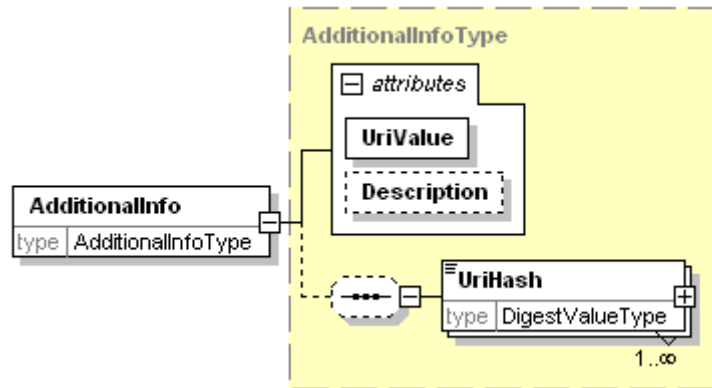 AdditionalInfoType
attributes
UriValue
Description
AdditionalInfo
type AdditionalInfoType
UriHash
type DigestValueType
1..∞